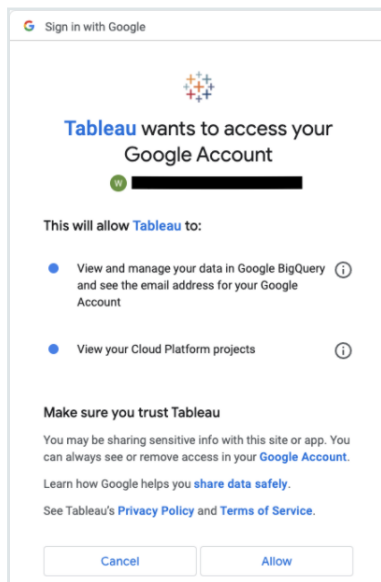 Sign in with Google
Tableau wants to access your
Google Account
W
This will allow Tableau to:
View and manage your data in Google BigQuery
and see the email address for your Google
Account
View your Cloud Platform projects
Make sure you trust Tableau
You may be sharing sensitive info with this site or app. You
can always see or remove access in your Google Account.
Learn how Google helps you share data safely.
See Tableau's Privacy Policy and Terms of Service.
Cancel
Allow